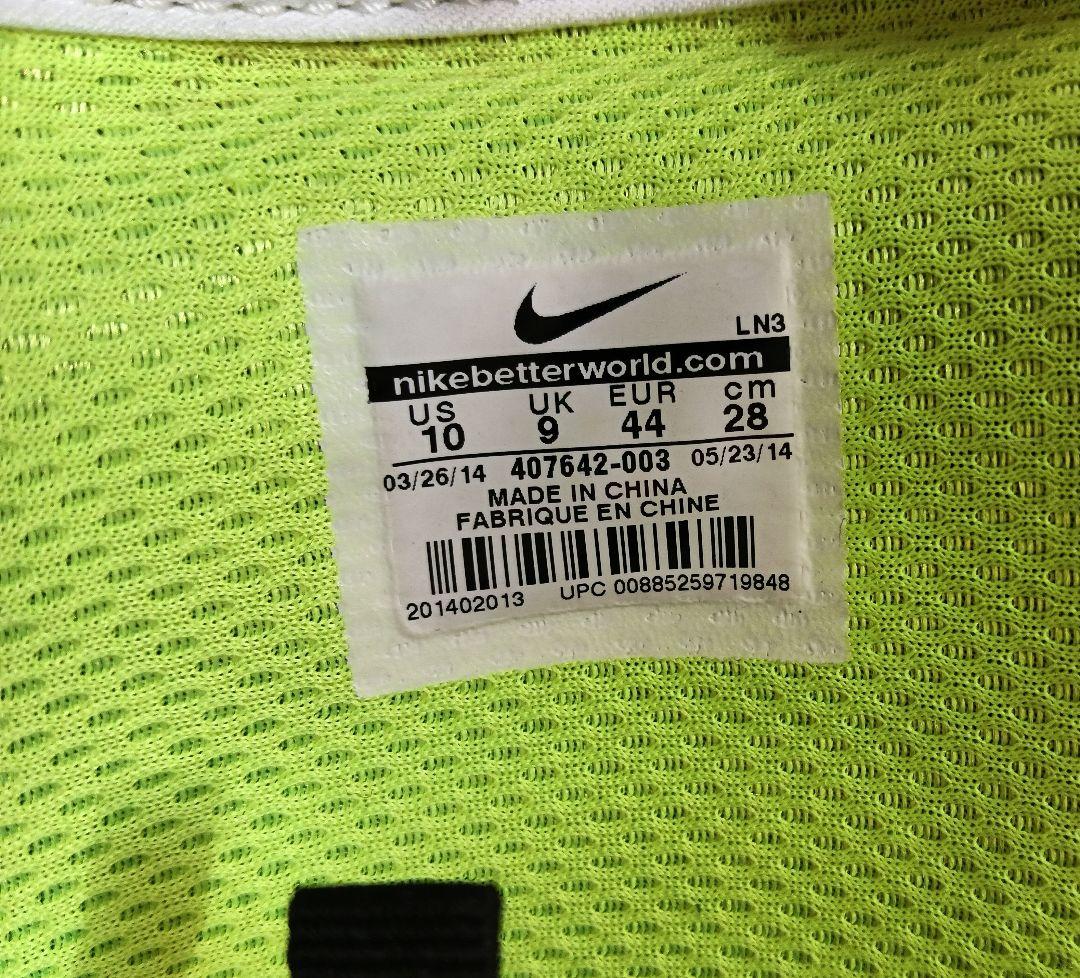 LN3
nikebetterworld.com
US UK EUR cm
10 9 44 28
03/26/14 407642-003 05/23/14
MADE IN CHINA
FABRIQUE EN CHINE
201402013 UPC 00885259719848